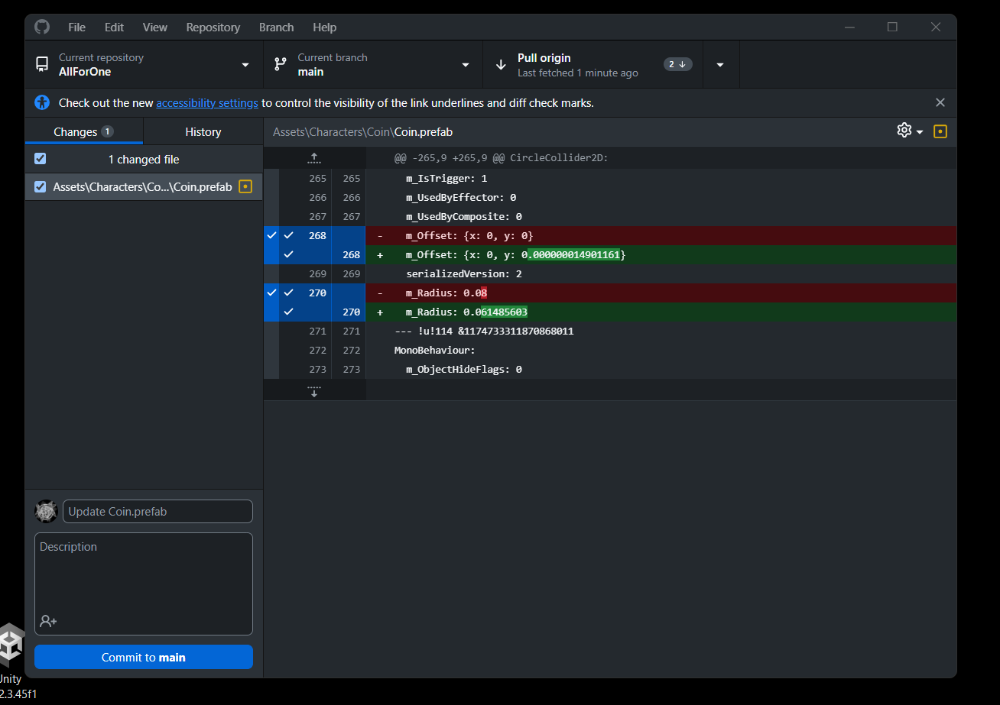 File Edit View Repository Branch Help
Current repository
AllForOne
Current branch
main
Pull origin
Last fetched 1 minute ago
2
Check out the new accessibility settings to control the visibility of the link underlines and diff check marks.
Changes 1
History
Assets\Characters\Coin\Coin.prefab
1 changed file
Assets\Characters\Co...\Coin.prefab
@@ -265,9 +265,9 @@ CircleCollider2D:
265 265 m_IsTrigger: 1
266 266 m_UsedByEffector: 0
267 267 m_UsedByComposite: 0
268 - m_Offset: {x: 0, y: 0}
268 + m_Offset: {x: 0, y: 0.000000014901161}
269 269 serializedVersion: 2
270 - m_Radius: 0.08
270 + m_Radius: 0.061485603
271 271 --- !u!114 &1174733311870868011
272 272 MonoBehaviour:
273 273 m_ObjectHideFlags: 0
Update Coin.prefab
Description
Commit to main
Unity
2.3.45f1